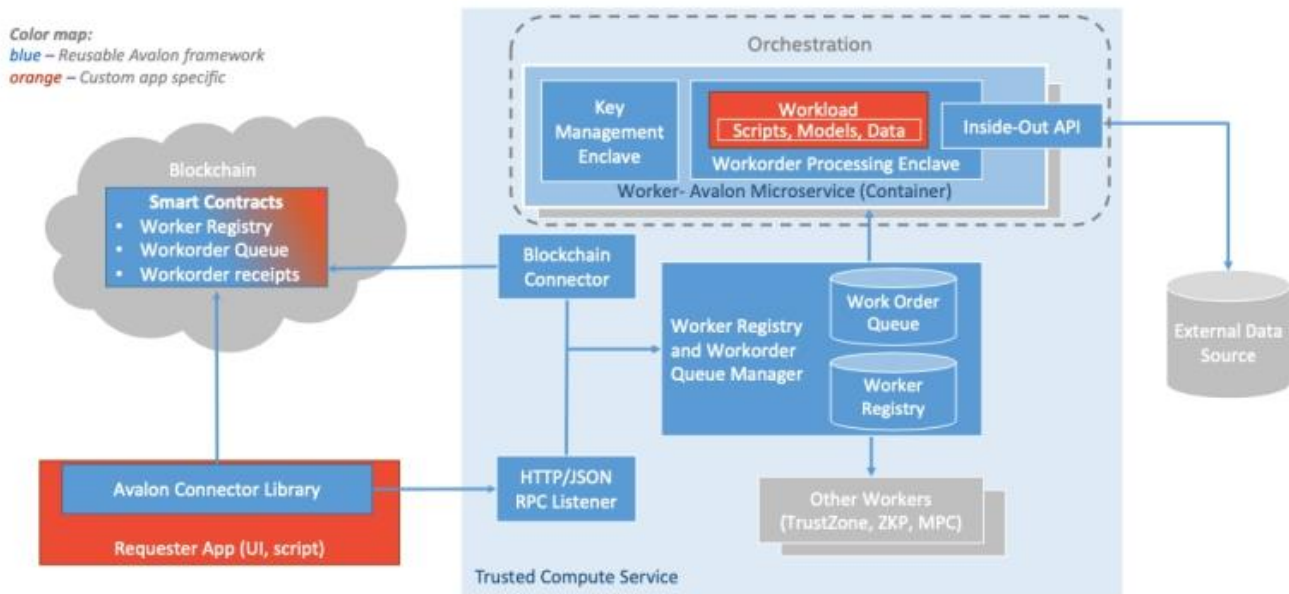 Color map:
blue – Reusable Avalon framework
orange – Custom app specific
Blockchain
Smart Contracts
• Worker Registry
• Workorder Queue
• Workorder receipts
Avalon Connector Library
Requester App (UI, script)
Orchestration
Key
Management
Enclave
Workload
Scripts, Models, Data
Workorder Processing Enclave
Inside-Out API
Worker- Avalon Microservice (Container)
Blockchain
Connector
Worker Registry
and Workorder
Queue Manager
Work Order
Queue
Worker
Registry
HTTP/JSON
RPC Listener
Other Workers
(TrustZone, ZKP, MPC)
Trusted Compute Service
External Data
Source